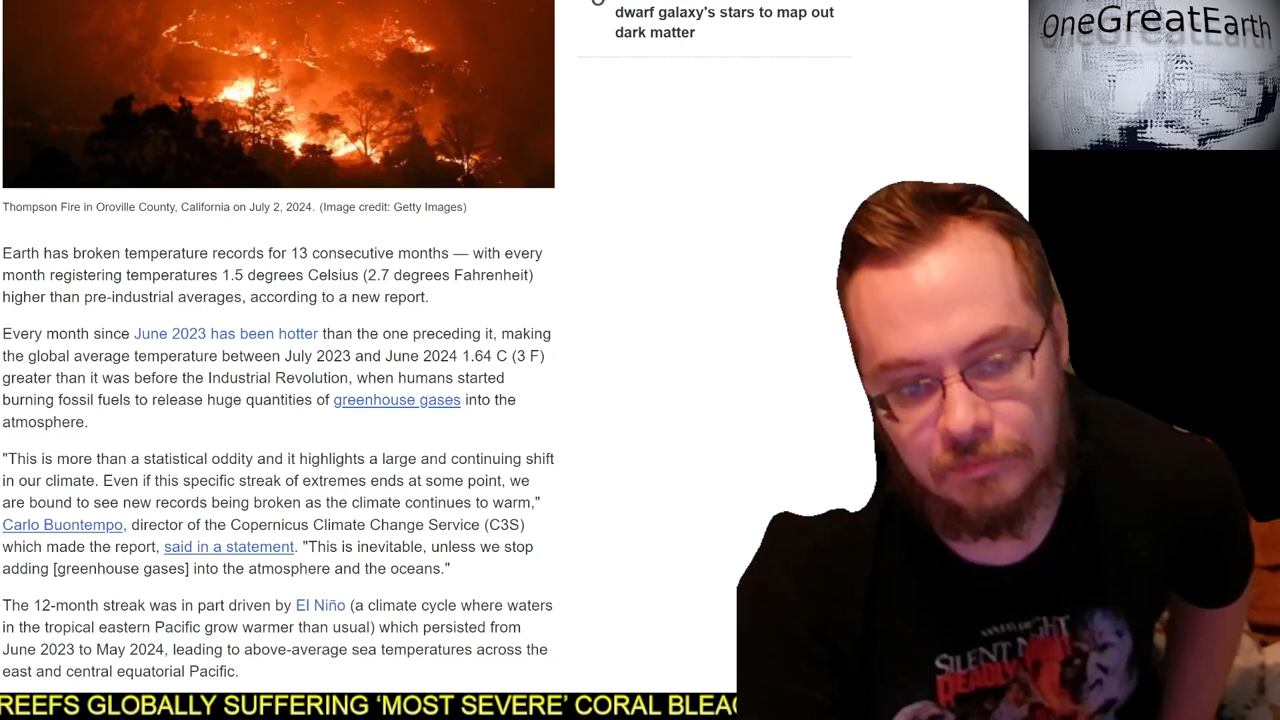 dwarf galaxy's stars to map out
dark matter
OneGreatEarth
Thompson Fire in Oroville County, California on July 2, 2024. (Image credit: Getty Images)
Earth has broken temperature records for 13 consecutive months — with every
month registering temperatures 1.5 degrees Celsius (2.7 degrees Fahrenheit)
higher than pre-industrial averages, according to a new report.
Every month since June 2023 has been hotter than the one preceding it, making
the global average temperature between July 2023 and June 2024 1.64 C (3 F)
greater than it was before the Industrial Revolution, when humans started
burning fossil fuels to release huge quantities of greenhouse gases into the
atmosphere.
"This is more than a statistical oddity and it highlights a large and continuing shift
in our climate. Even if this specific streak of extremes ends at some point, we
are bound to see new records being broken as the climate continues to warm,"
Carlo Buontempo, director of the Copernicus Climate Change Service (C3S)
which made the report, said in a statement. "This is inevitable, unless we stop
adding [greenhouse gases] into the atmosphere and the oceans."
The 12-month streak was in part driven by El Niño (a climate cycle where waters
in the tropical eastern Pacific grow warmer than usual) which persisted from
June 2023 to May 2024, leading to above-average sea temperatures across the
east and central equatorial Pacific.
SILENT NIGHT
DEADLY
REEFS GLOBALLY SUFFERING ‘MOST SEVERE’ CORAL BLEAC